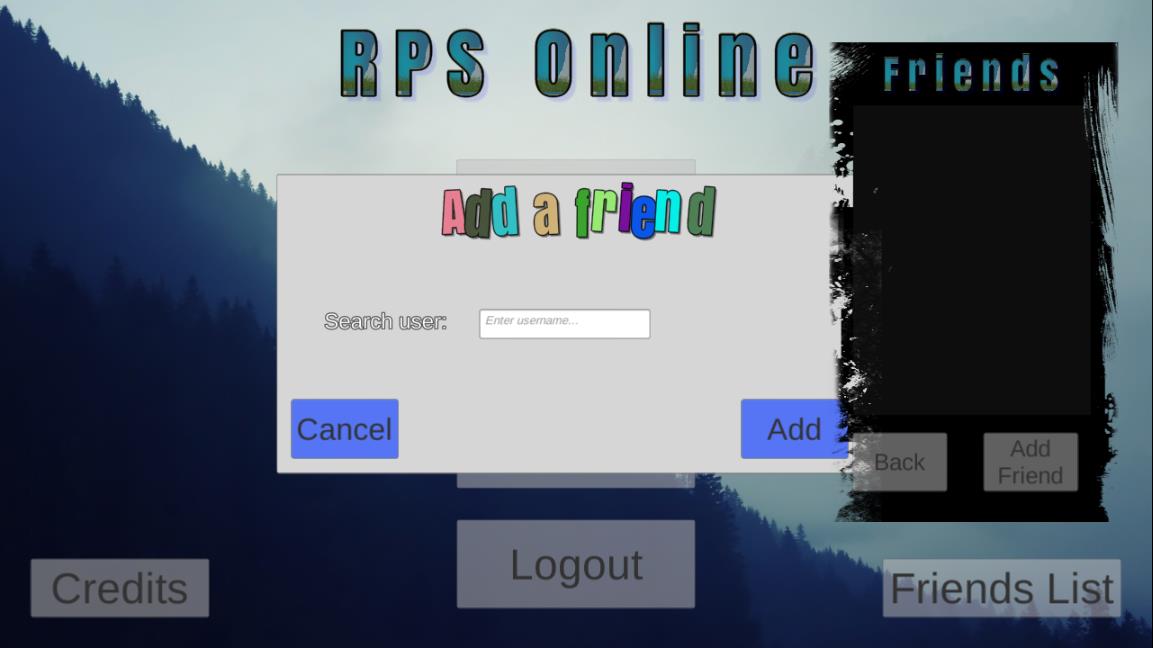 RPS Online
Friends
Add a friend
Search user:
Enter username...
Cancel
Add
Back
Add
Friend
Logout
Credits
Friends List